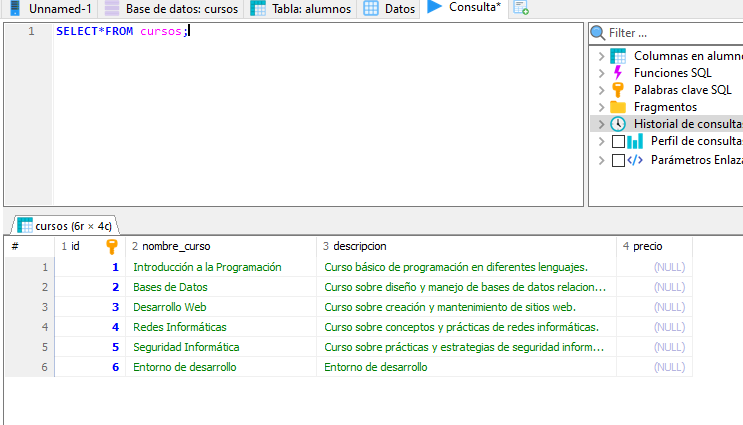 Unnamed-1 Base de datos: cursos Tabla: alumnos Datos Consulta*
1 SELECT*FROM cursos;
Filter ...
Columnas en alumn
Funciones SQL
Palabras clave SQL
Fragmentos
Historial de consulta
Perfil de consulta
Parámetros Enlaza
cursos (6r × 4c)
# 1 id 2 nombre_curso 3 descripcion 4 precio
1 1 Introducción a la Programación Curso básico de programación en diferentes lenguajes. (NULL)
2 2 Bases de Datos Curso sobre diseño y manejo de bases de datos relacion... (NULL)
3 3 Desarrollo Web Curso sobre creación y mantenimiento de sitios web. (NULL)
4 4 Redes Informáticas Curso sobre conceptos y prácticas de redes informáticas. (NULL)
5 5 Seguridad Informática Curso sobre prácticas y estrategias de seguridad inform... (NULL)
6 6 Entorno de desarrollo Entorno de desarrollo (NULL)